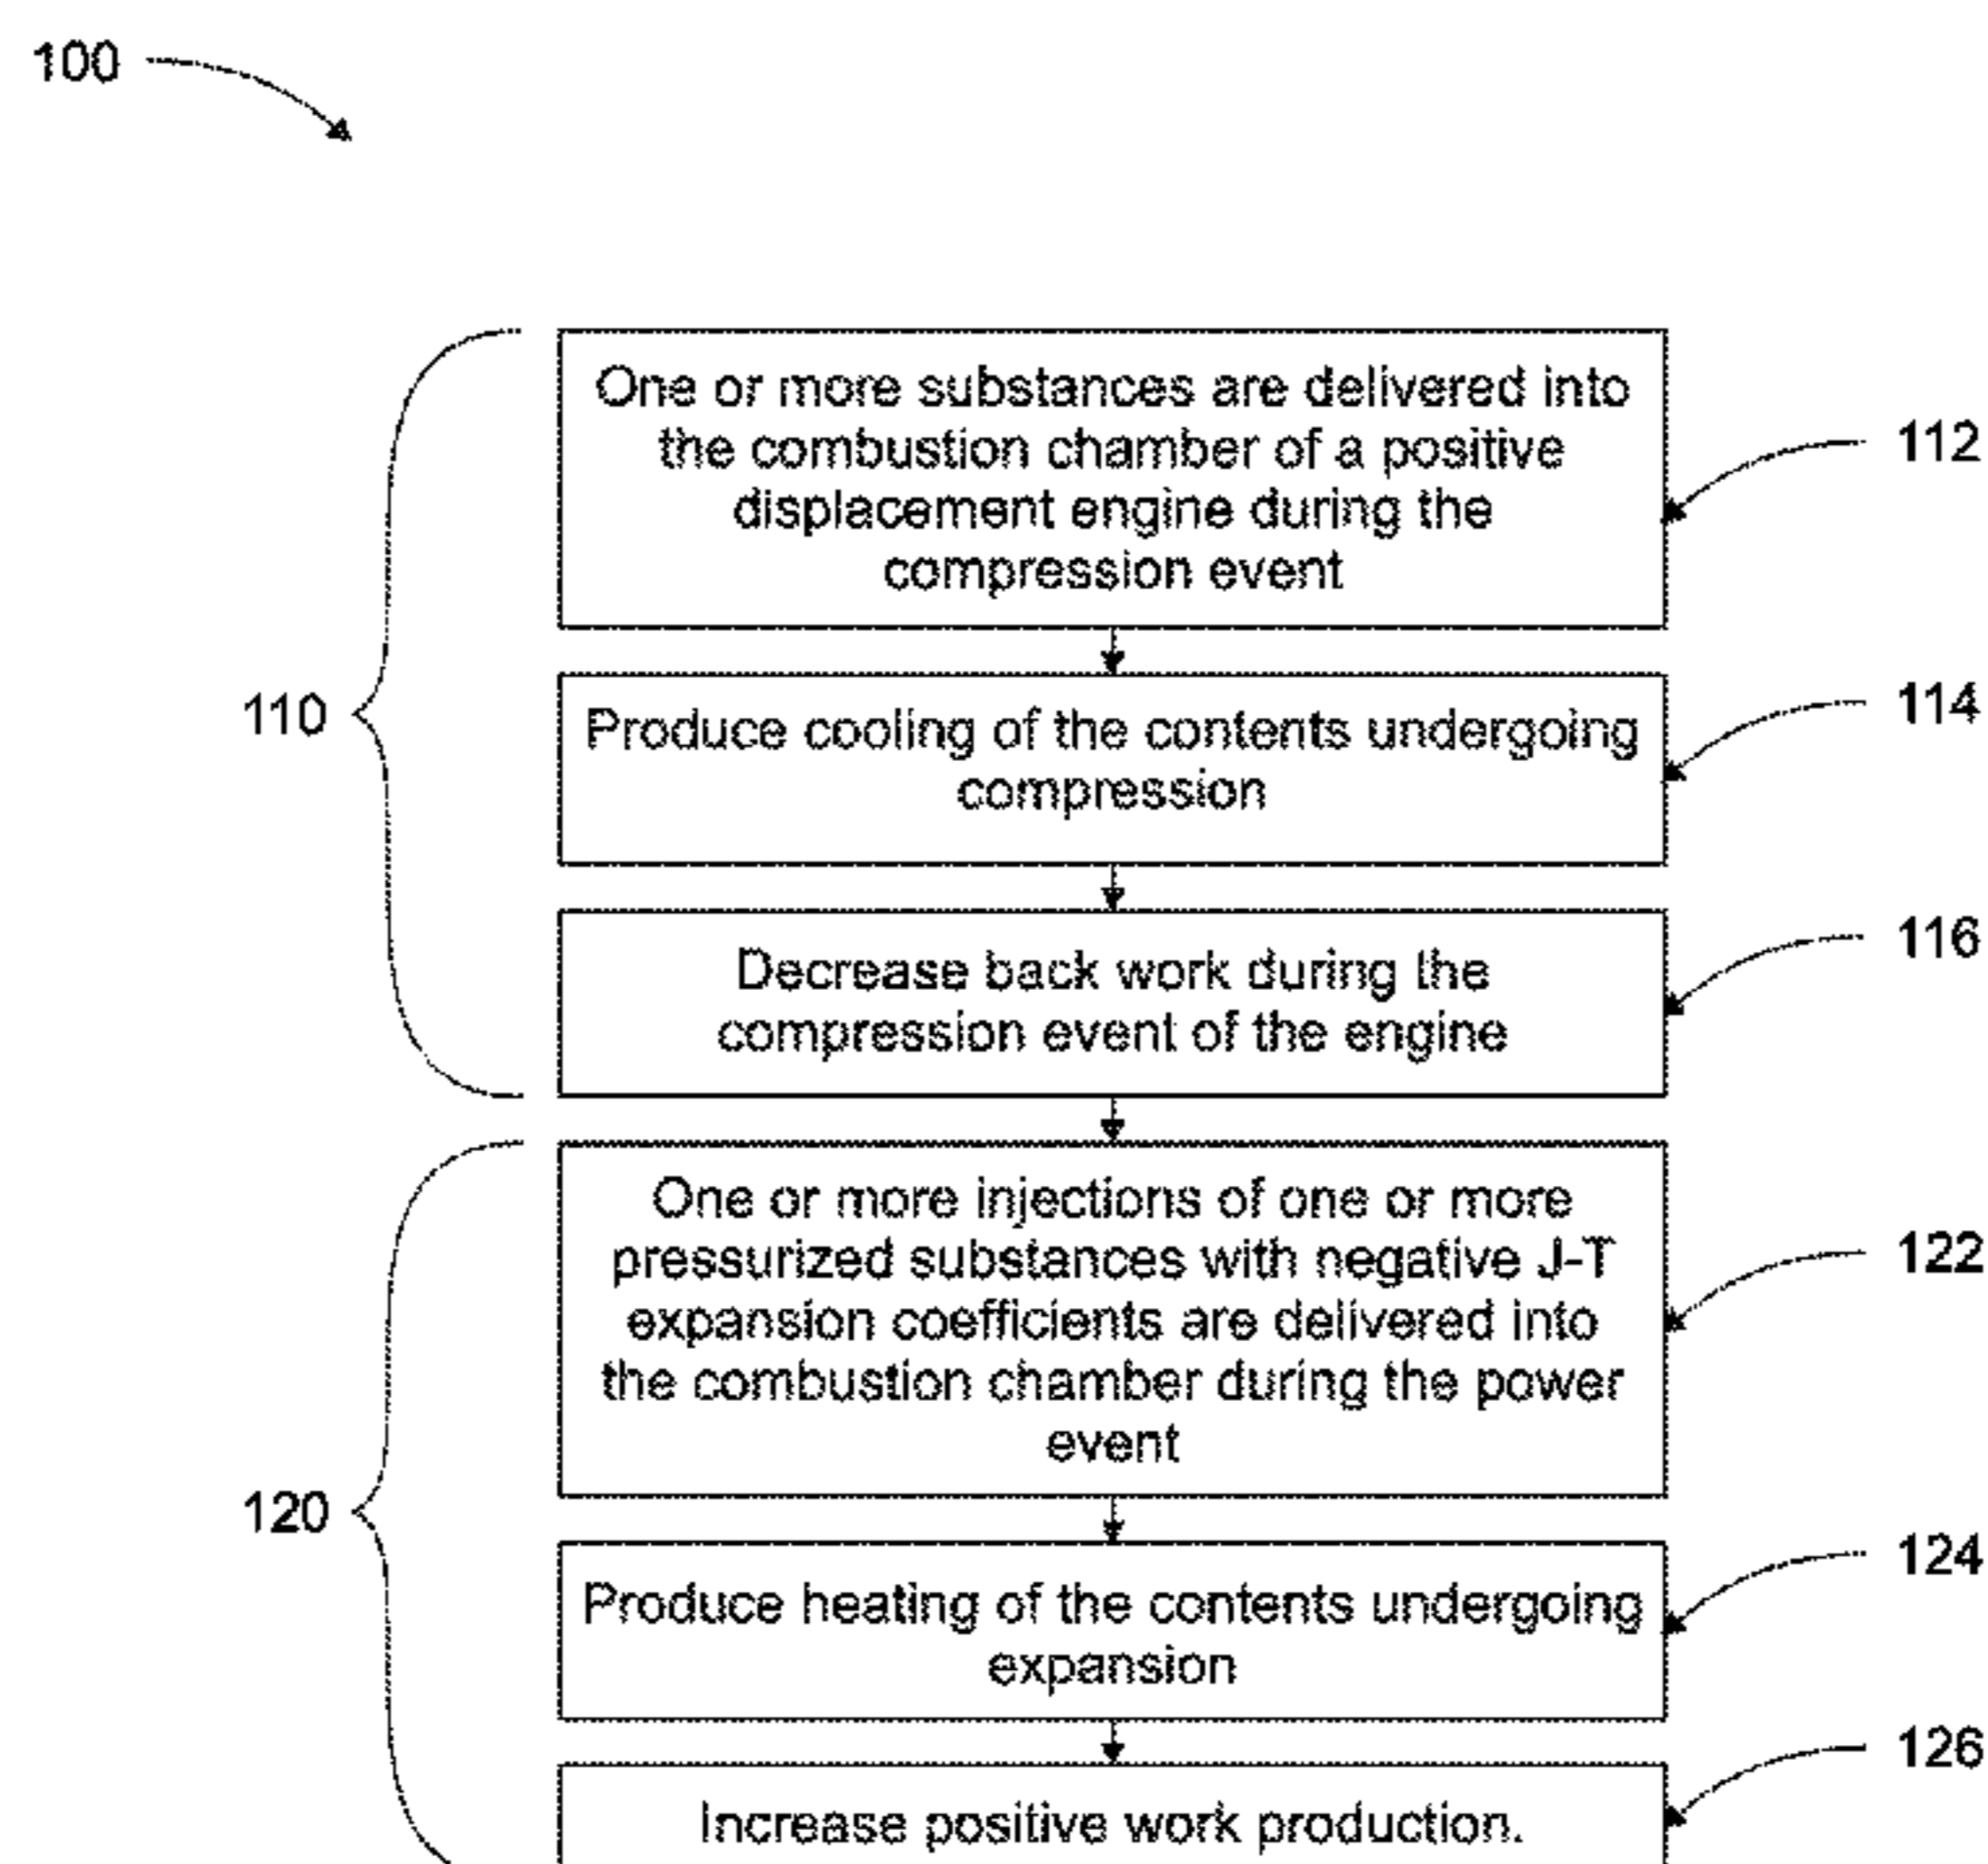 100
One or more substances are delivered into
the combustion chamber of a positive
displacement engine during the
compression event
112
110
Produce cooling of the contents undergoing
compression
114
Decrease back work during the
compression event of the engine
116
One or more injections of one or more
pressurized substances with negative J-T
expansion coefficients are delivered into
the combustion chamber during the power
event
122
120
Produce heating of the contents undergoing
expansion
124
Increase positive work production.
126